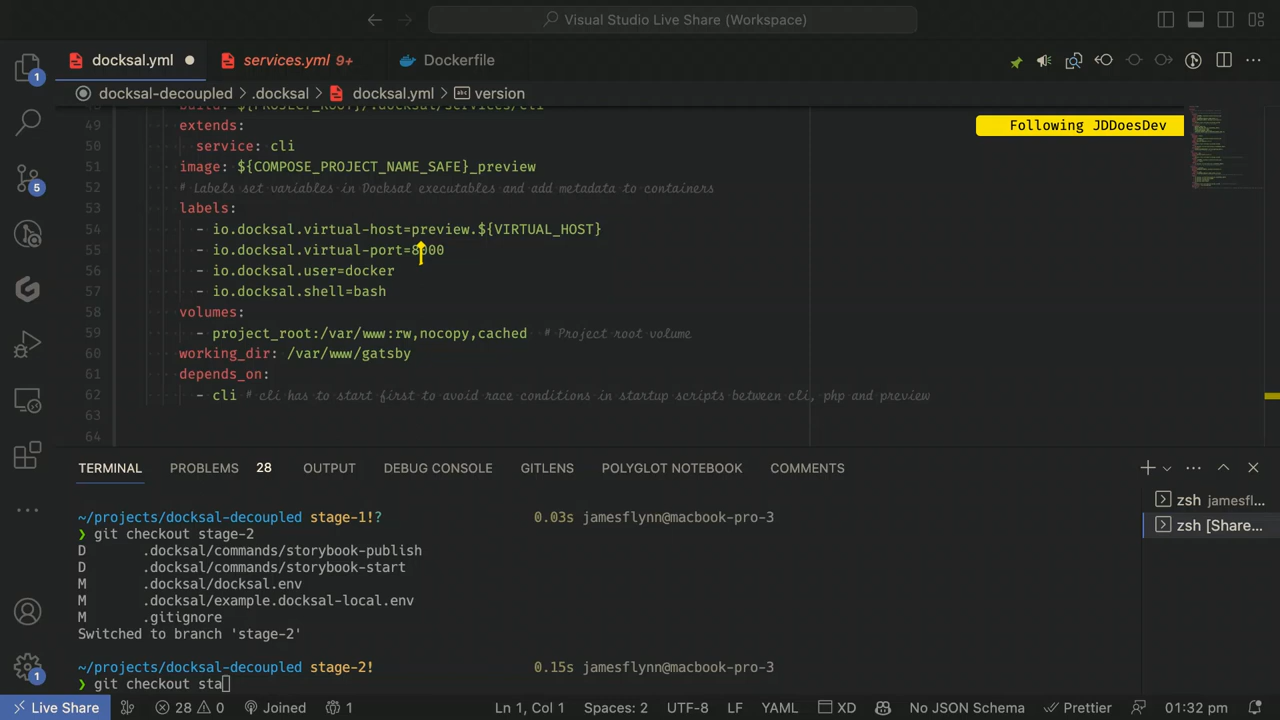 Visual Studio Live Share (Workspace)
docksal.yml
services.yml 9+
Dockerfile
docksal-decoupled > .docksal > docksal.yml > version
Following JDDoesDev
build: ${PROJECT_ROOT}/.docksal/services/cli
49 extends:
50 service: cli
51 image: ${COMPOSE_PROJECT_NAME_SAFE}_preview
52 # Labels set variables in Docksal executables and add metadata to containers
53 labels:
54 - io.docksal.virtual-host=preview.${VIRTUAL_HOST}
55 - io.docksal.virtual-port=8000
56 - io.docksal.user=docker
57 - io.docksal.shell=bash
58 volumes:
59 - project_root:/var/www:rw,nocopy,cached # Project root volume
60 working_dir: /var/www/gatsby
61 depends_on:
62 - cli # cli has to start first to avoid race conditions in startup scripts between cli, php and preview
63
64
TERMINAL PROBLEMS 28 OUTPUT DEBUG CONSOLE GITLENS POLYGLOT NOTEBOOK COMMENTS
~/projects/docksal-decoupled stage-1!? 0.03s jamesflynn@macbook-pro-3
❯ git checkout stage-2
D .docksal/commands/storybook-publish
D .docksal/commands/storybook-start
M .docksal/docksal.env
M .docksal/example.docksal-local.env
M .gitignore
Switched to branch 'stage-2'
~/projects/docksal-decoupled stage-2! 0.15s jamesflynn@macbook-pro-3
❯ git checkout sta
zsh jamesfl...
zsh [Share...
1
5
1
Live Share 28 0 Joined 1 Ln 1, Col 1 Spaces: 2 UTF-8 LF YAML XD No JSON Schema Prettier 01:32 pm